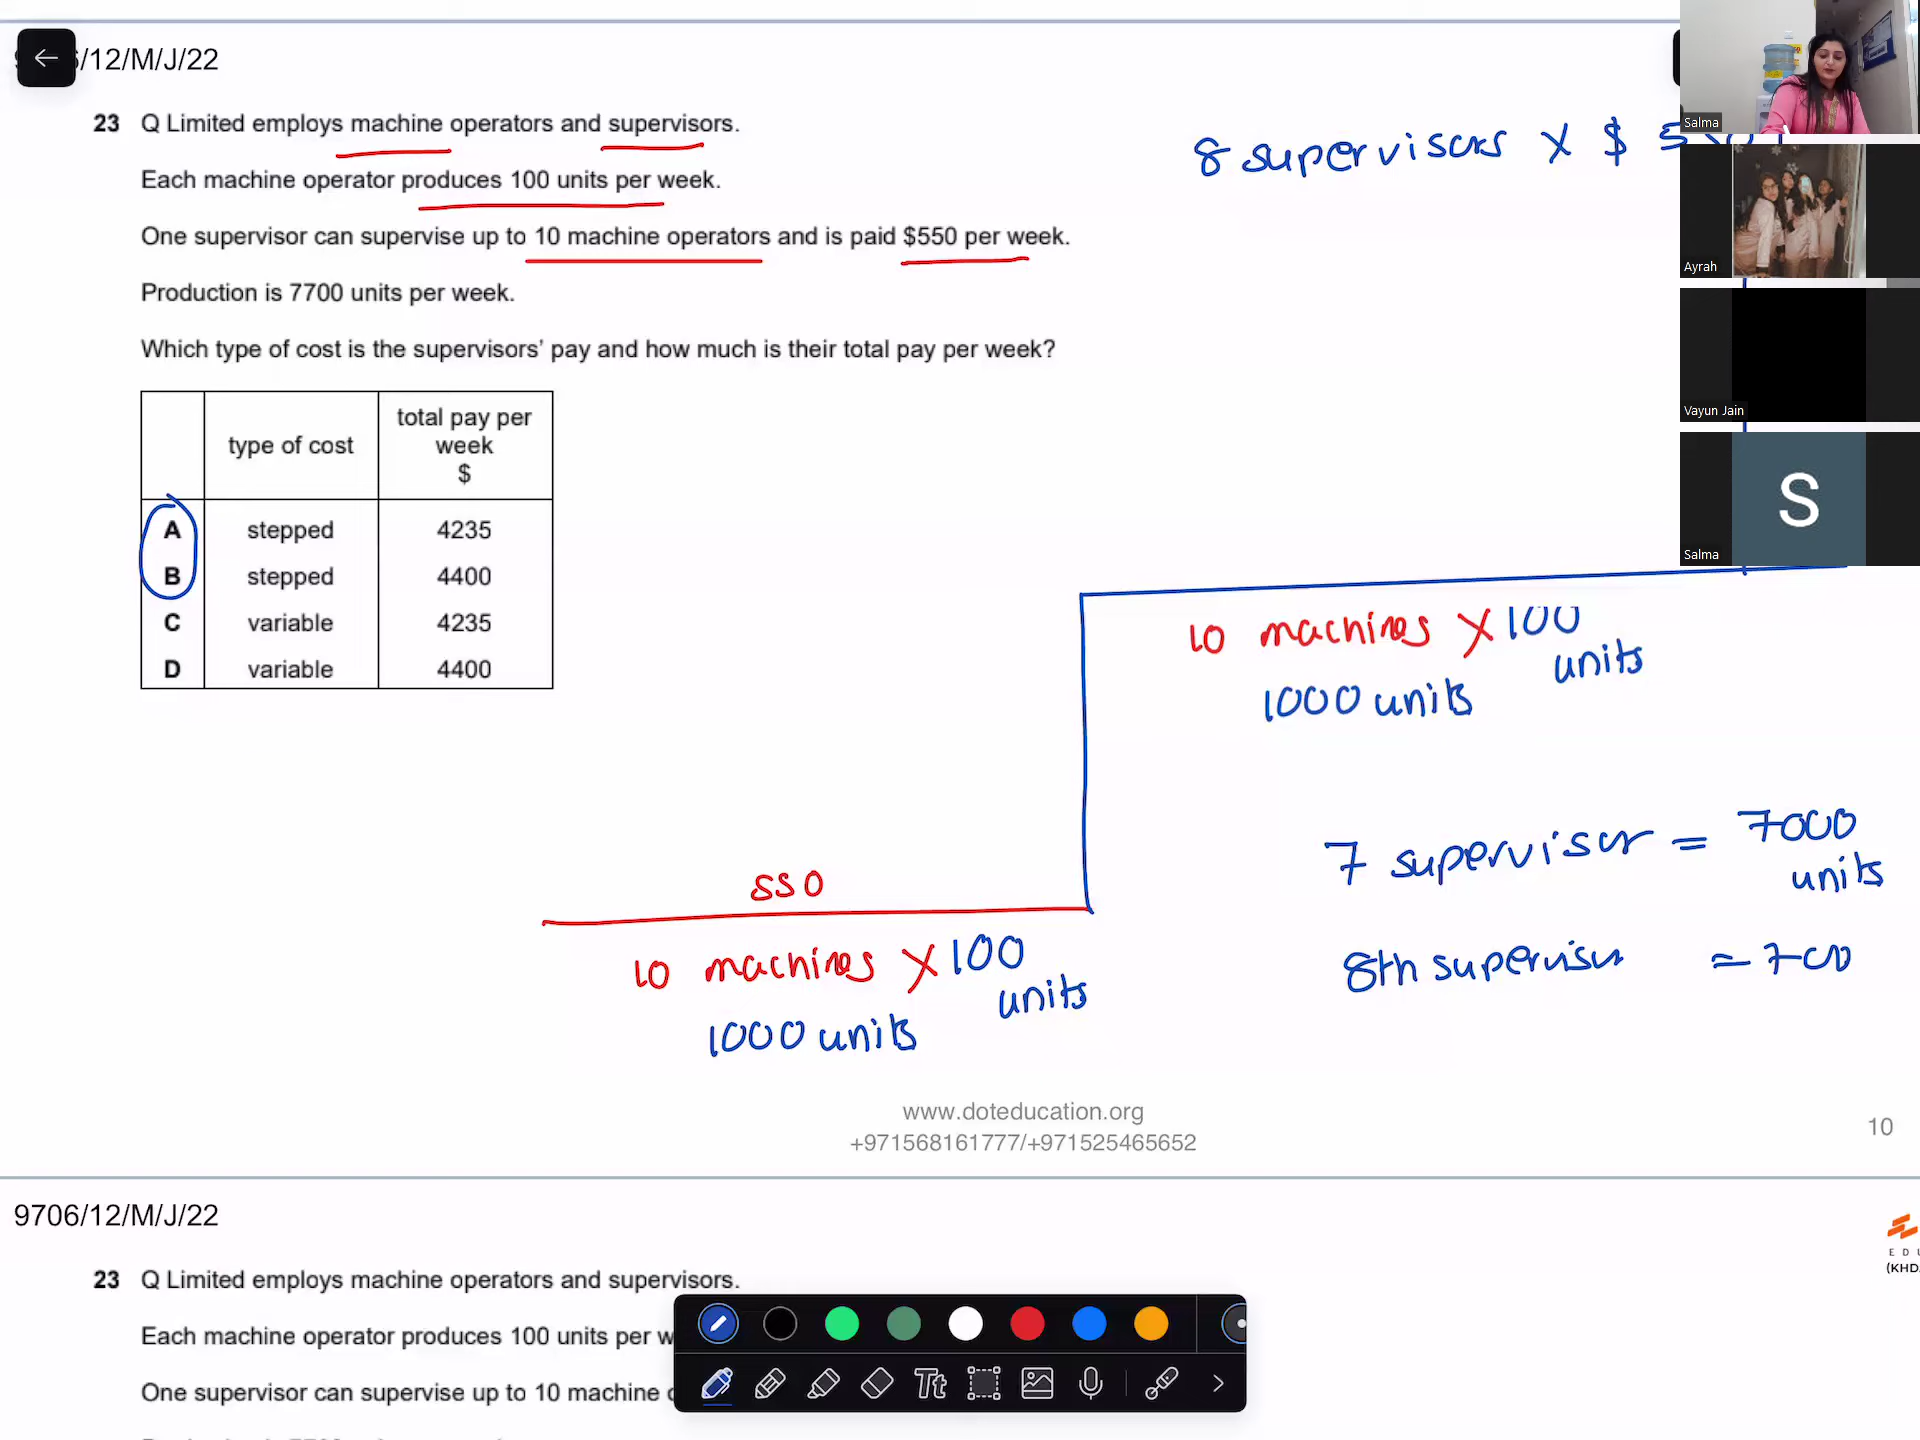 /12/M/J/22
23 Q Limited employs machine operators and supervisors.
Each machine operator produces 100 units per week.
One supervisor can supervise up to 10 machine operators and is paid $550 per week.
Production is 7700 units per week.
Which type of cost is the supervisors' pay and how much is their total pay per week?
type of cost
total pay per
week
$
A stepped 4235
B stepped 4400
C variable 4235
D variable 4400
8 supervisors X $
10 machines X 100
units
1000 units
7 supervisor = 7000
units
8th supervisor = 700
550
10 machines X 100
units
1000 units
Salma
Ayrah
Vayun Jain
S
Salma
www.doteducation.org
+971568161777/+971525465652
10
9706/12/M/J/22
23 Q Limited employs machine operators and supervisors.
Each machine operator produces 100 units per w
One supervisor can supervise up to 10 machine
EDU
(KHD
Tt